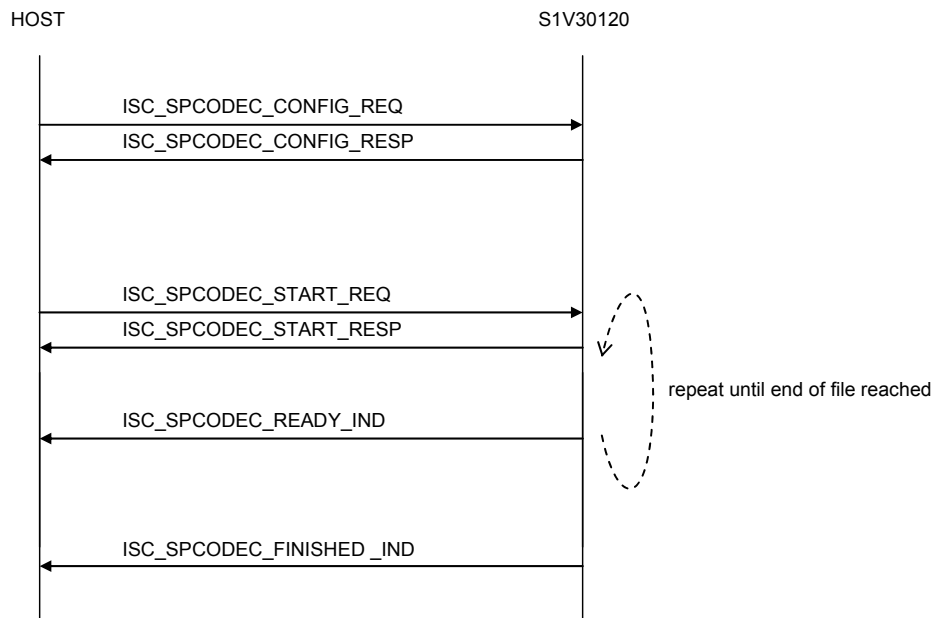 HOST
S1V30120
ISC_SPCODEC_CONFIG_REQ
ISC_SPCODEC_CONFIG_RESP
ISC_SPCODEC_START_REQ
ISC_SPCODEC_START_RESP
repeat until end of file reached
ISC_SPCODEC_READY_IND
ISC_SPCODEC_FINISHED _IND